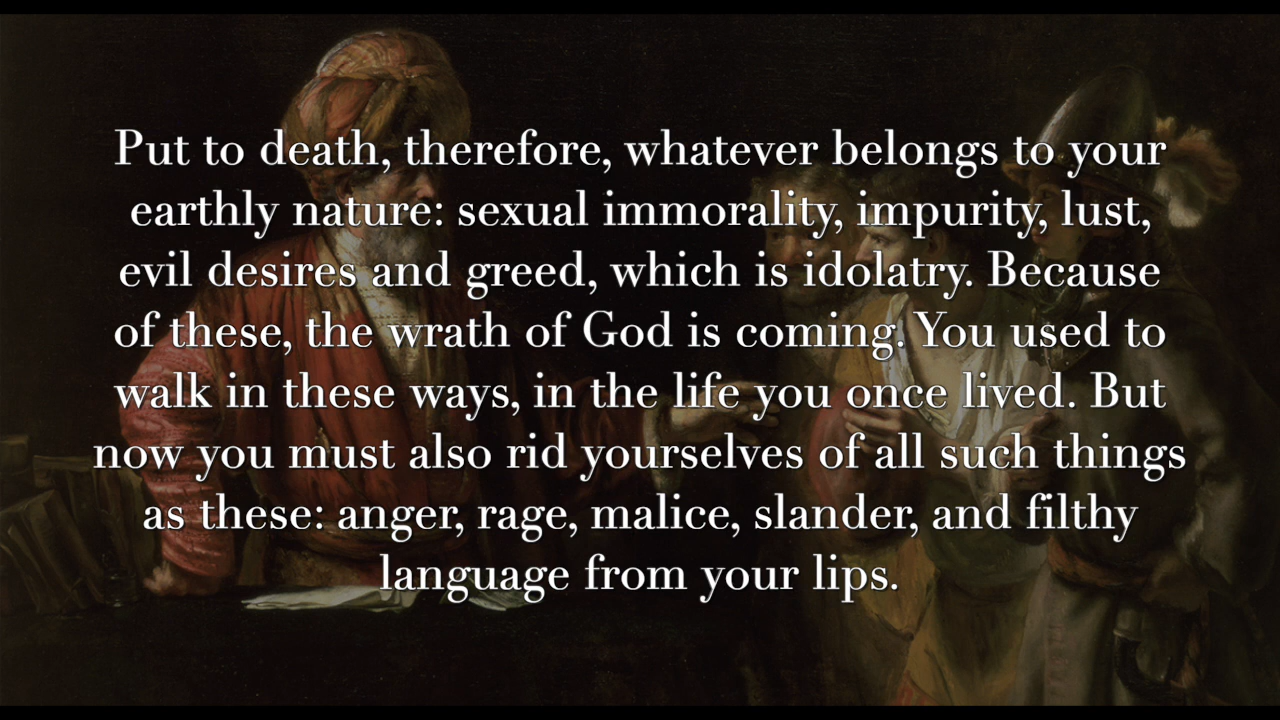 Put to death, therefore, whatever belongs to your
earthly nature: sexual immorality, impurity, lust,
evil desires and greed, which is idolatry. Because
of these, the wrath of God is coming. You used to
walk in these ways, in the life you once lived. But
now you must also rid yourselves of all such things
as these: anger, rage, malice, slander, and filthy
language from your lips.